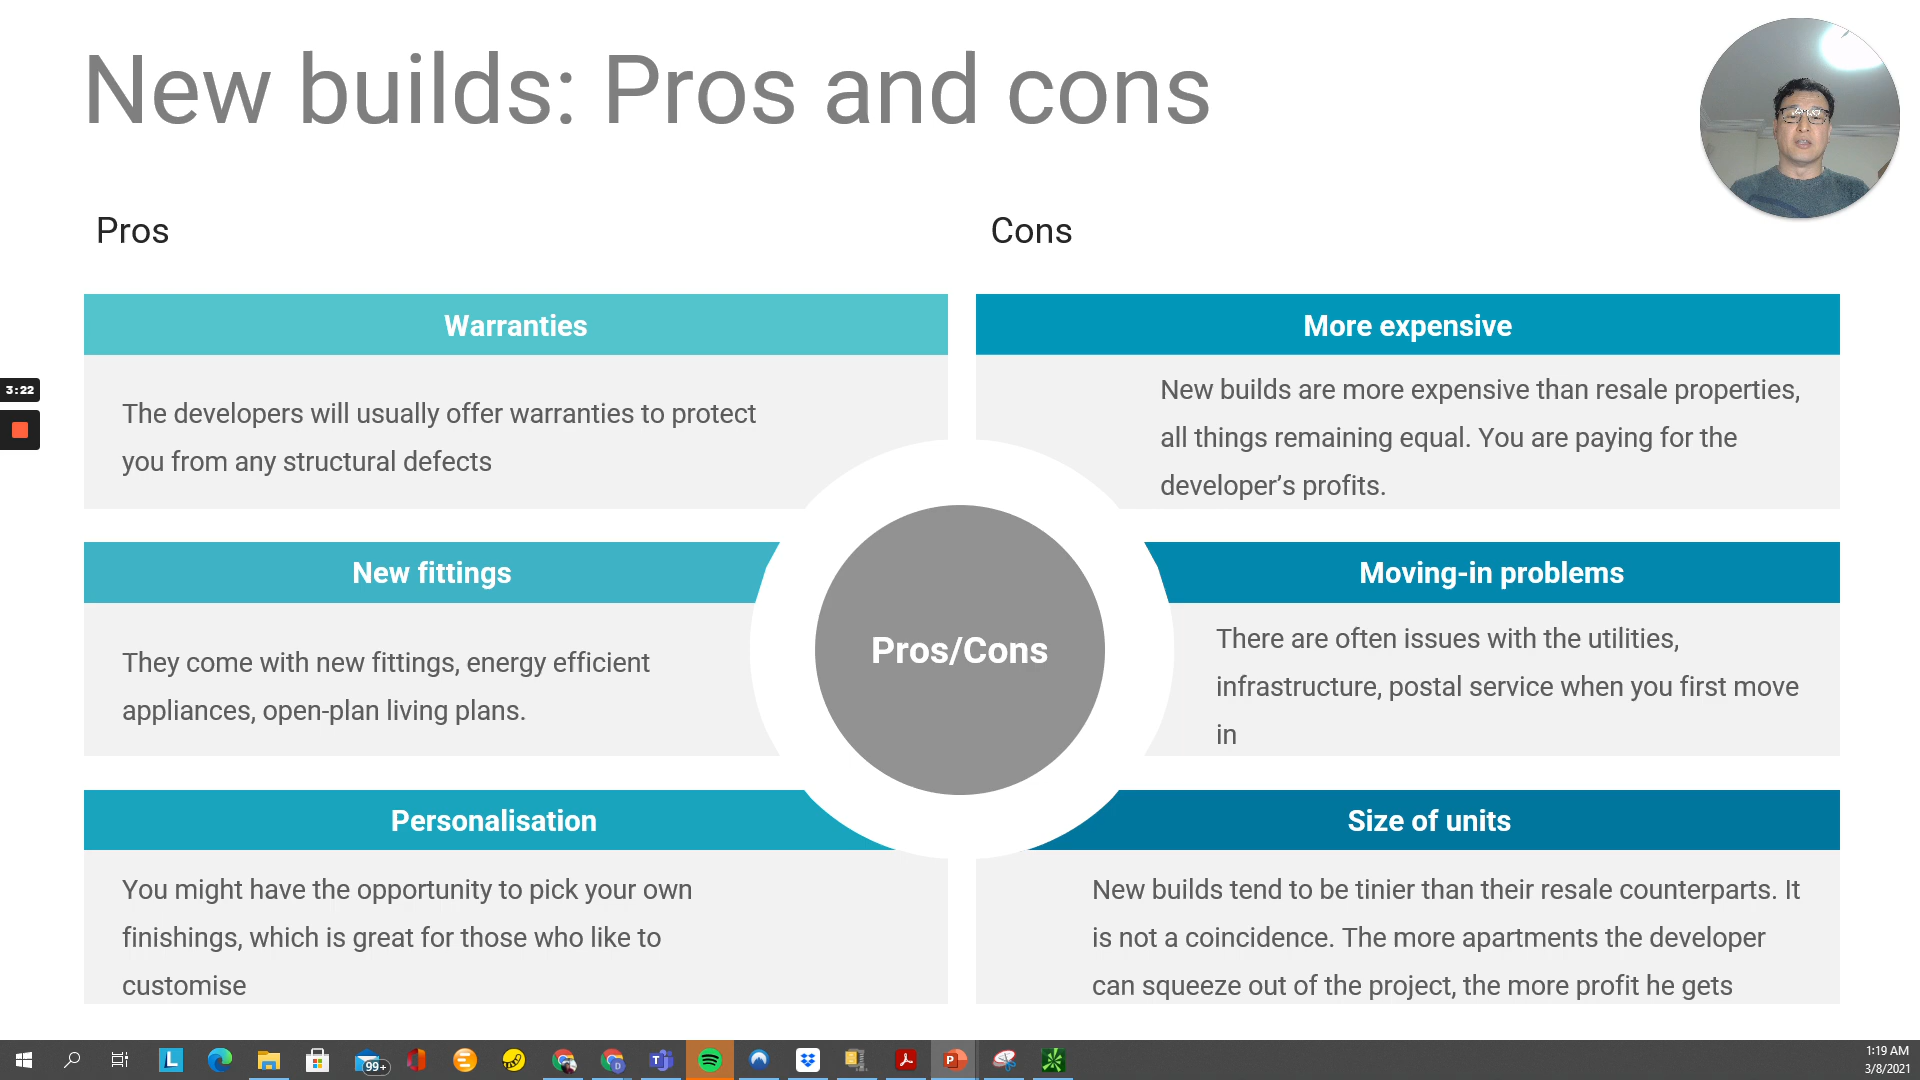 New builds: Pros and cons
Pros
Warranties
The developers will usually offer warranties to protect
you from any structural defects
New fittings
They come with new fittings, energy efficient
appliances, open-plan living plans.
Personalisation
You might have the opportunity to pick your own
finishings, which is great for those who like to
customise
Pros/Cons
Cons
More expensive
New builds are more expensive than resale properties,
all things remaining equal. You are paying for the
developer’s profits.
Moving-in problems
There are often issues with the utilities,
infrastructure, postal service when you first move
in
Size of units
New builds tend to be tinier than their resale counterparts. It
is not a coincidence. The more apartments the developer
can squeeze out of the project, the more profit he gets
3:22
L
99+
D
T
P
1:19 AM
3/8/2021